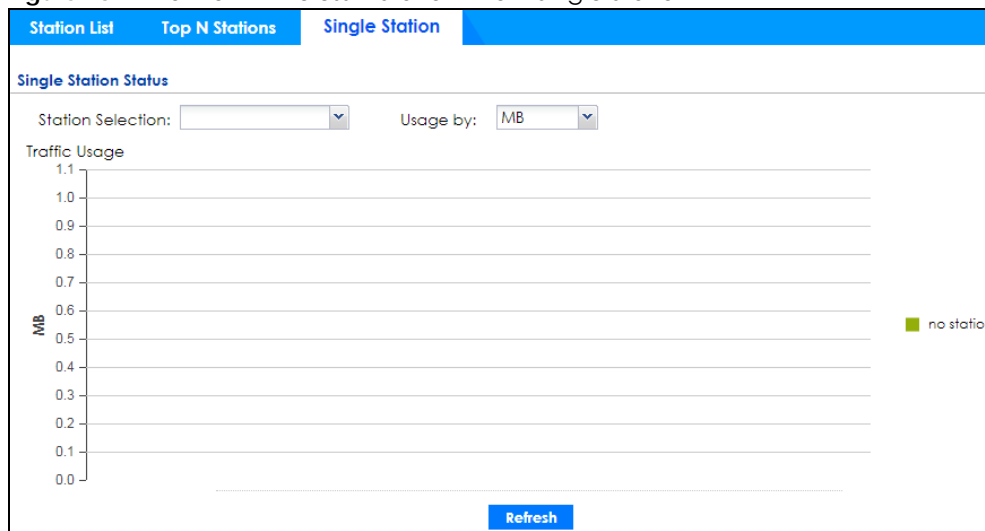 Station List Top N Stations Single Station
Single Station Status
Station Selection: Usage by: MB
Traffic Usage
1.1
1.0
0.9
0.8
0.7
0.6
0.5
0.4
0.3
0.2
0.1
0.0
MB
no statio
Refresh